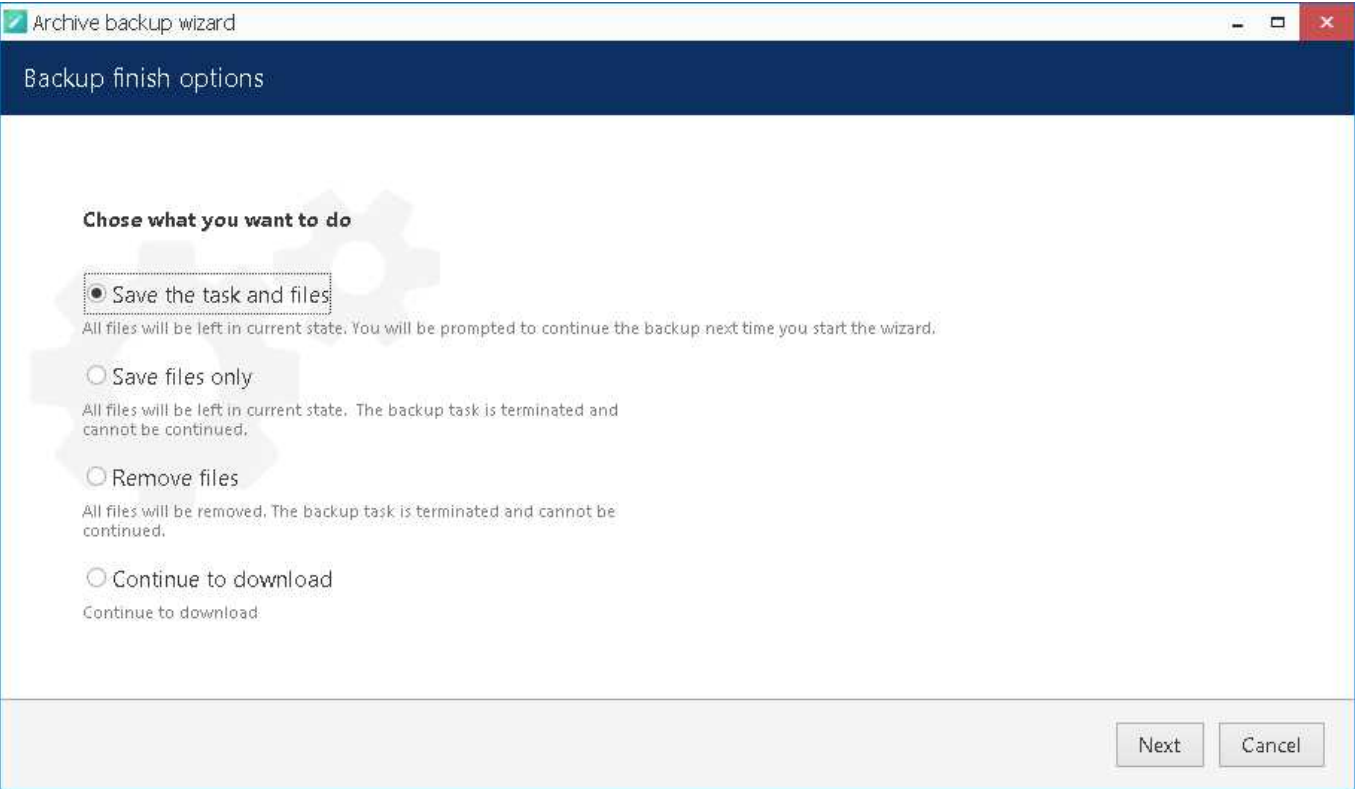 Archive backup wizard
Backup finish options
Chose what you want to do
Save the task and files
All files will be left in current state. You will be prompted to continue the backup next time you start the wizard.
Save files only
All files will be left in current state. The backup task is terminated and
cannot be continued.
Remove files
All files will be removed. The backup task is terminated and cannot be
continued.
Continue to download
Continue to download
Next
Cancel